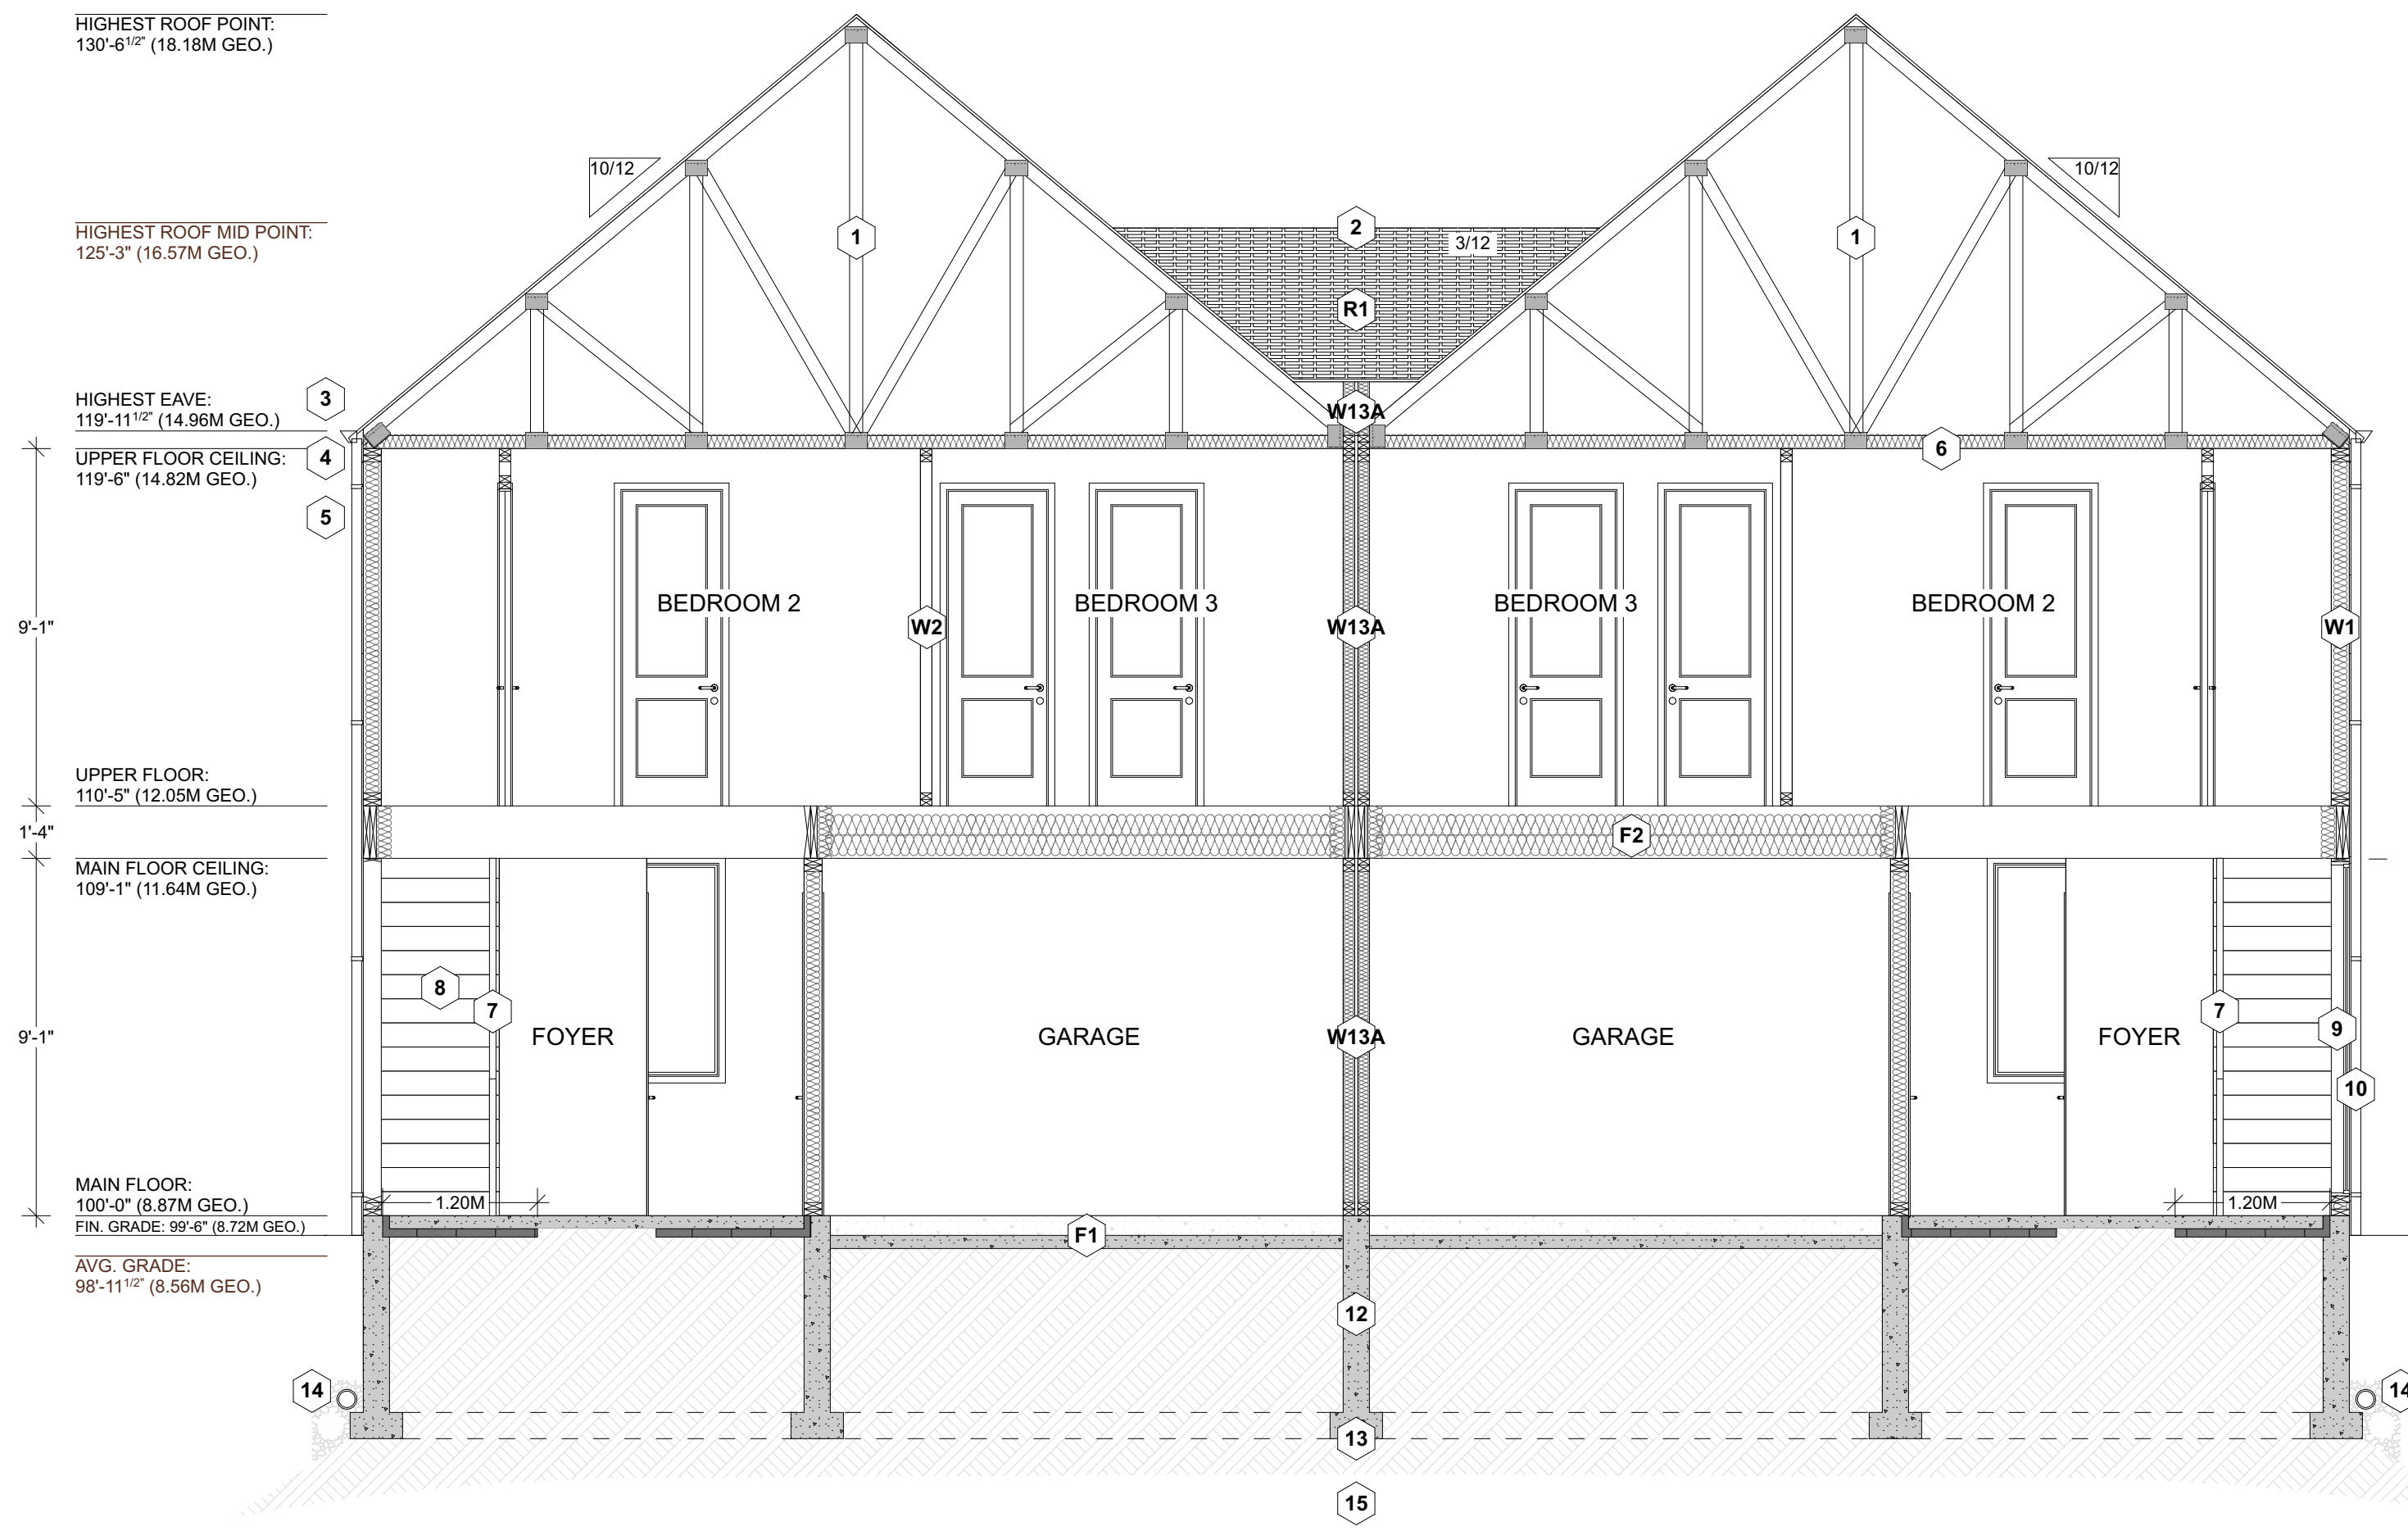 HIGHEST ROOF POINT:
130'-6 1/2" (18.18M GEO.)
10/12
10/12
HIGHEST ROOF MID POINT:
125'-3" (16.57M GEO.)
1
2
3/12
1
R1
HIGHEST EAVE:
119'-11 1/2" (14.96M GEO.)
3
W13A
UPPER FLOOR CEILING:
119'-6" (14.82M GEO.)
4
6
5
9'-1"
BEDROOM 2
W2
BEDROOM 3
W13A
BEDROOM 3
BEDROOM 2
W1
UPPER FLOOR:
110'-5" (12.05M GEO.)
1'-4"
F2
MAIN FLOOR CEILING:
109'-1" (11.64M GEO.)
9'-1"
8
7
FOYER
GARAGE
W13A
GARAGE
FOYER
7
9
10
MAIN FLOOR:
100'-0" (8.87M GEO.)
1.20M
1.20M
FIN. GRADE: 99'-6" (8.72M GEO.)
F1
AVG. GRADE:
98'-11 1/2" (8.56M GEO.)
12
14
14
13
15